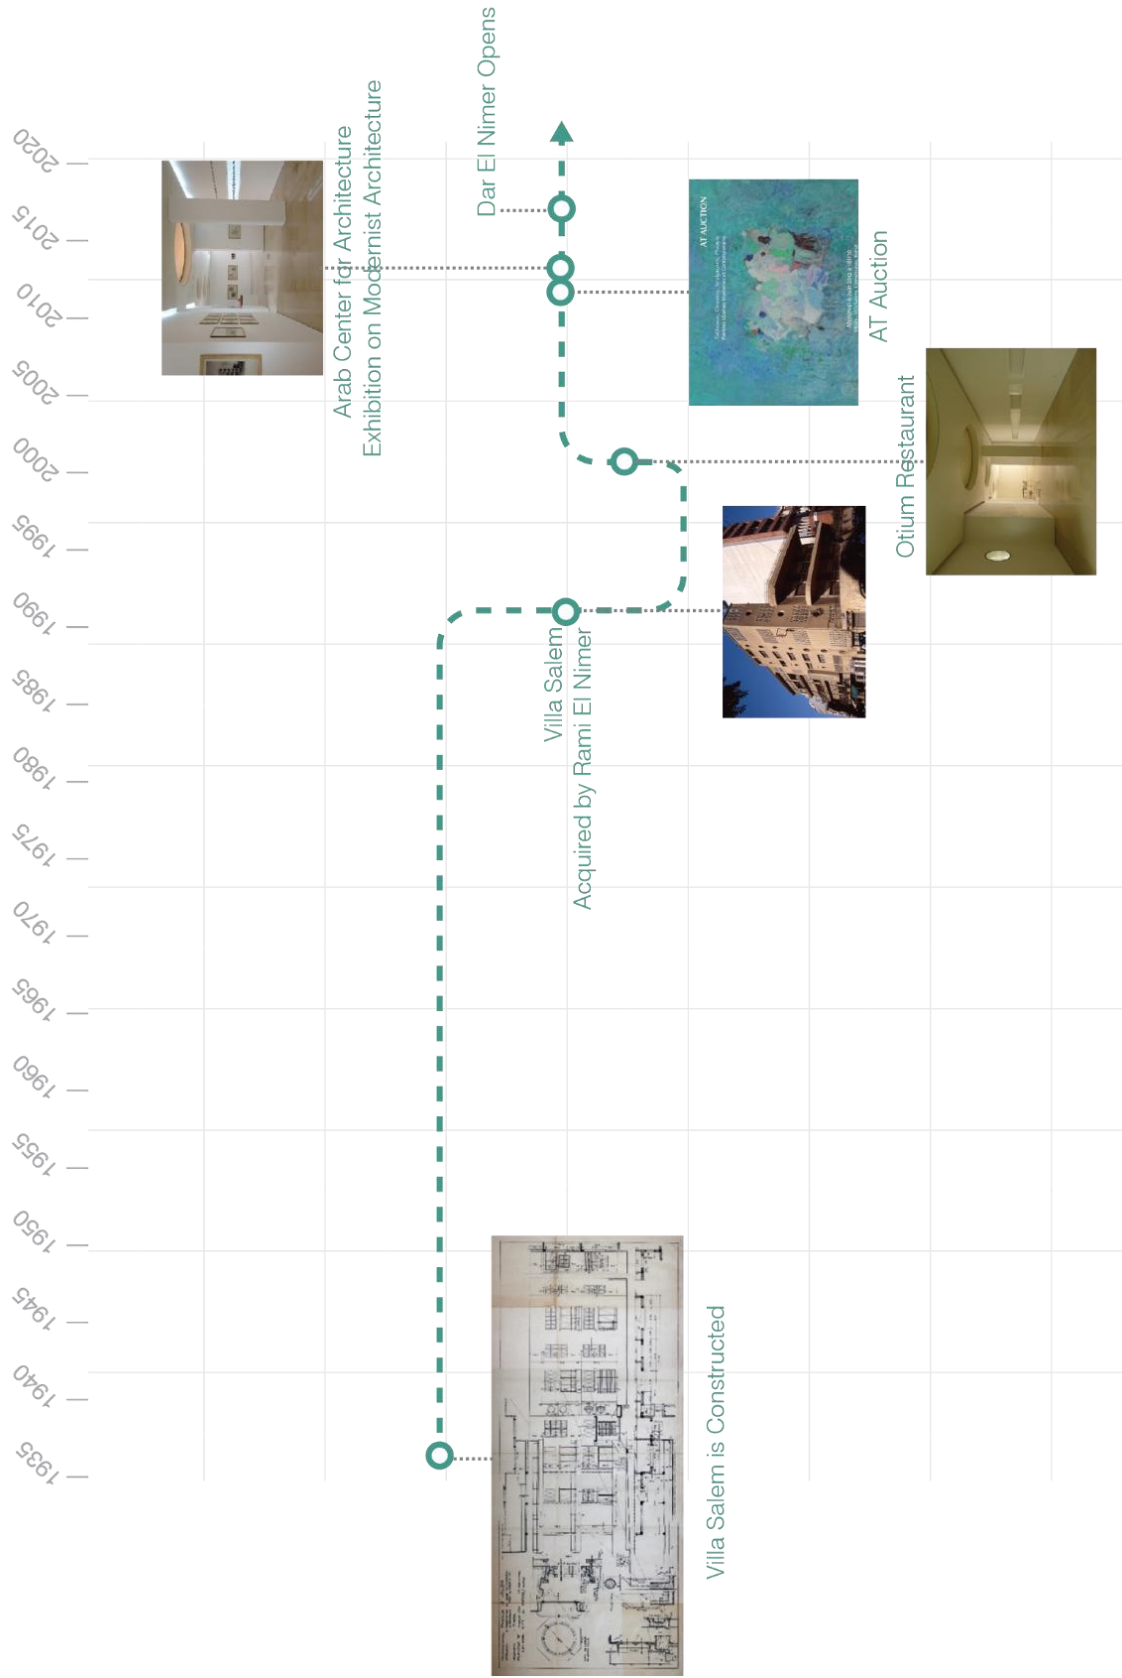 1935
1940
1945
1950
1955
1960
1965
1970
1975
1980
1985
1990
1995
2000
2005
2010
2015
2020
Arab Center for Architecture
Exhibition on Modernist Architecture
Dar El Nimer Opens
AT AUCTION
AT Auction
Otium Restaurant
Villa Salem
Acquired by Rami El Nimer
Villa Salem is Constructed